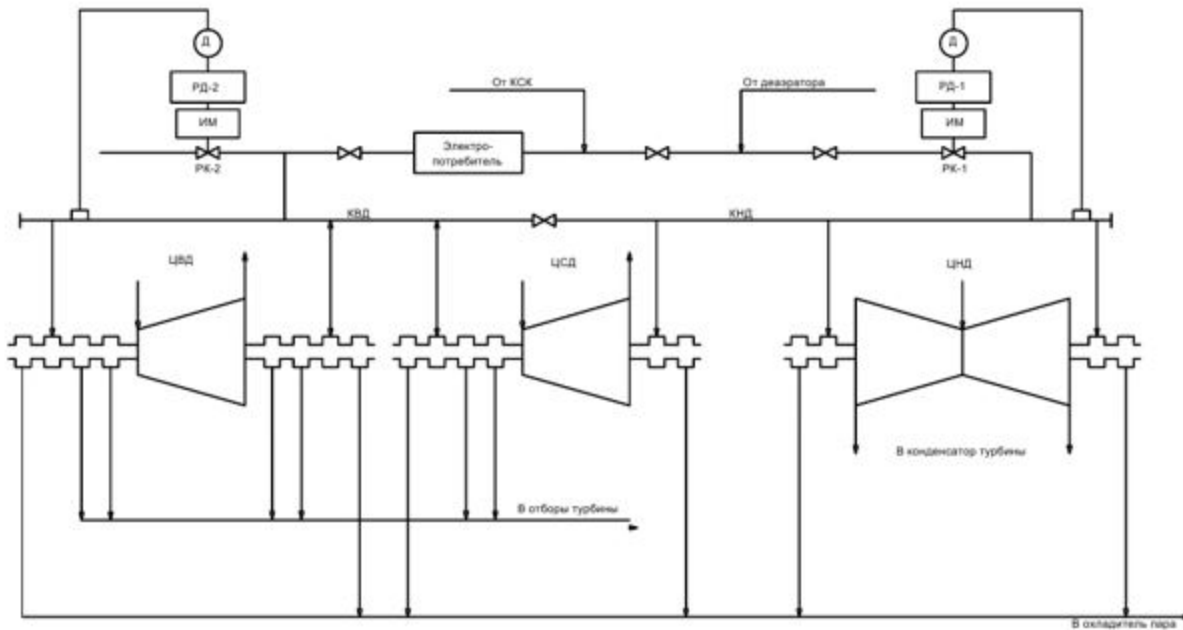 Д
Д
РД-2
От КСК
От деаэратора
РД-1
ИМ
ИМ
Электро-
потребитель
РК-2
РК-1
КВД
КНД
ЦВД
ЦСД
ЦНД
В конденсатор турбины
В отборы турбины
В охладитель пара